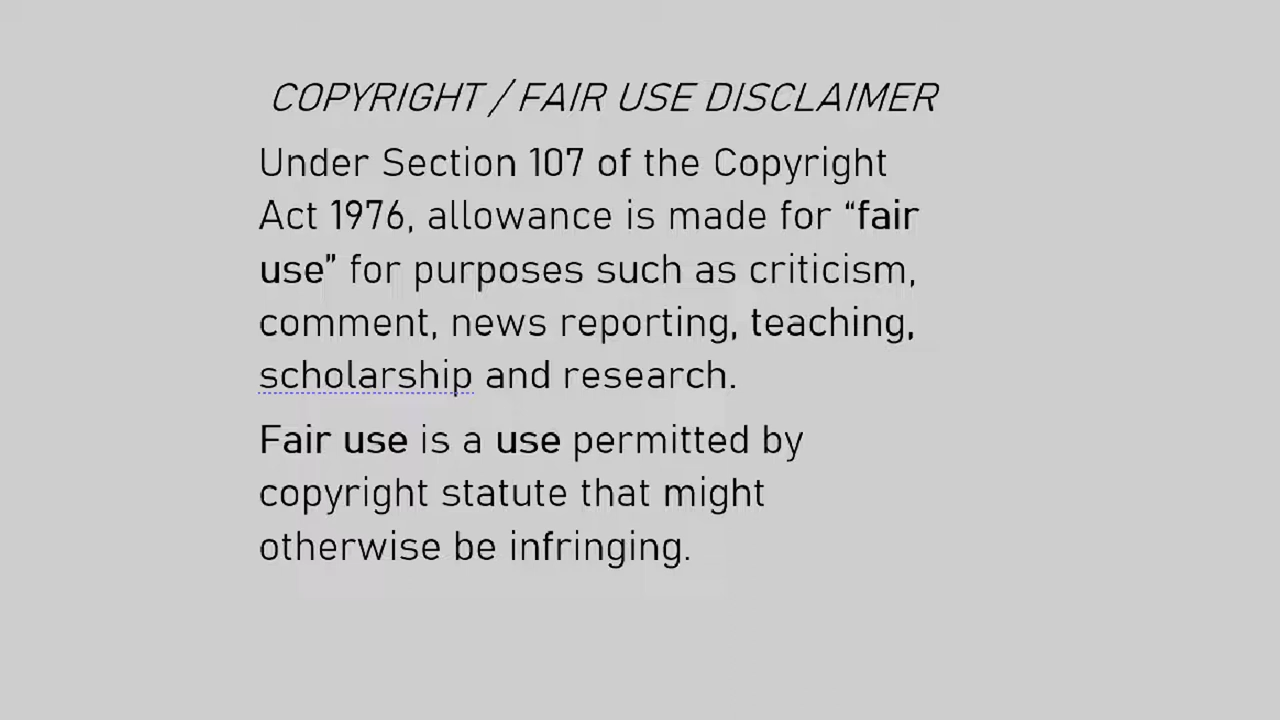 COPYRIGHT / FAIR USE DISCLAIMER
Under Section 107 of the Copyright
Act 1976, allowance is made for “fair
use” for purposes such as criticism,
comment, news reporting, teaching,
scholarship and research.
Fair use is a use permitted by
copyright statute that might
otherwise be infringing.